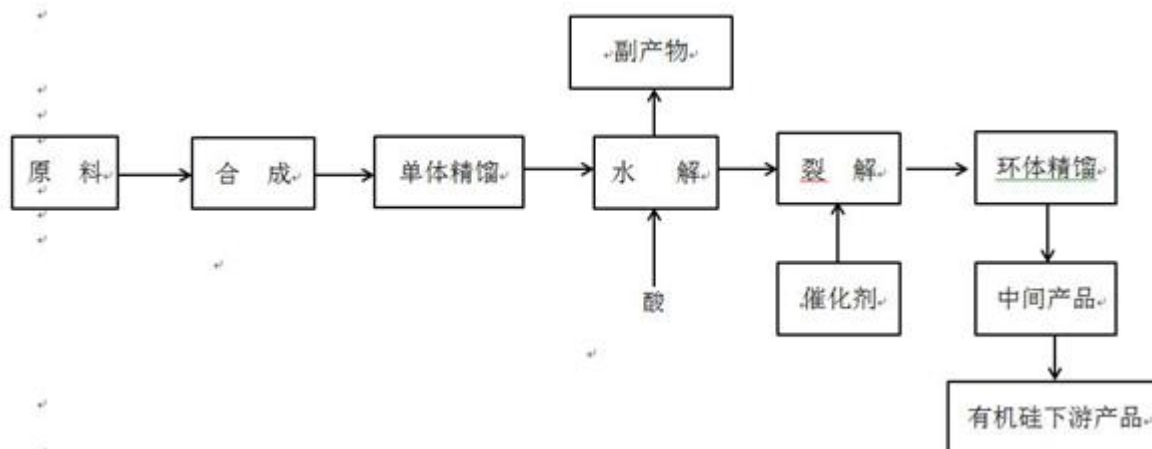 副产物
原 料
合 成
单体精馏
水 解
裂 解
环体精馏
酸
催化剂
中间产品
有机硅下游产品